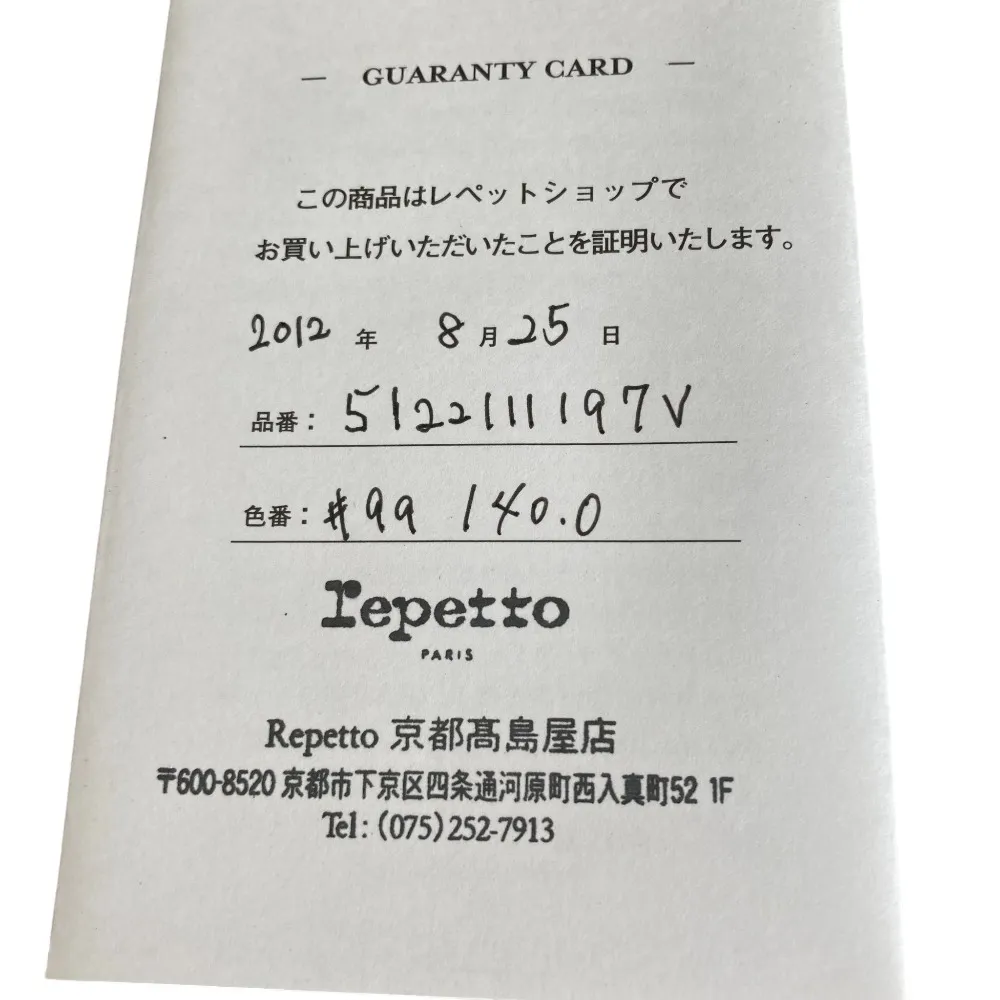 — GUARANTY CARD —
この商品はレペットショップで
お買い上げいただいたことを証明いたします。
2012 年 8 月 25 日
品番： 5122111197V
色番： #99 140.0
repetto
PARIS
Repetto 京都髙島屋店
〒600-8520 京都市下京区四条通河原町西入真町52 1F
Tel: (075)252-7913